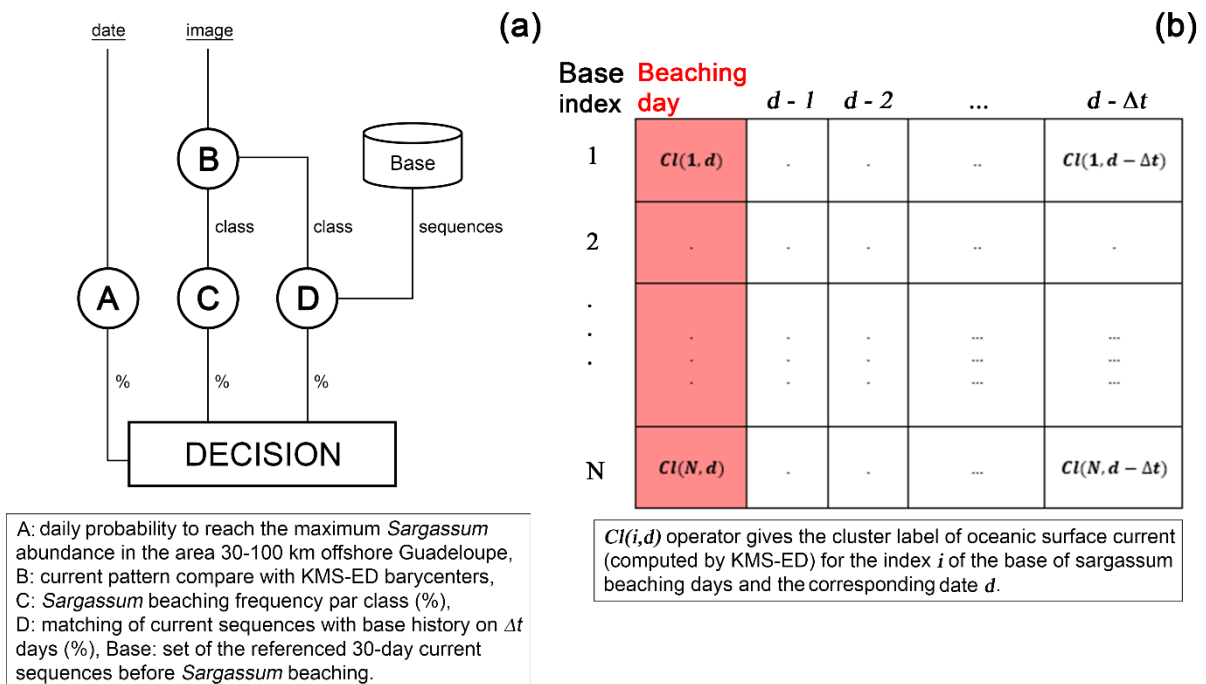 date
image
(a)
B
Base
class
class
sequences
A
C
D
%
%
%
DECISION
A: daily probability to reach the maximum Sargassum
abundance in the area 30-100 km offshore Guadeloupe,
B: current pattern compare with KMS-ED barycenters,
C: Sargassum beaching frequency par class (%),
D: matching of current sequences with base history on Δt
days (%), Base: set of the referenced 30-day current
sequences before Sargassum beaching.
(b)
Base
index
Beaching
day
d - 1
d - 2
...
d - Δt
1
Cl(1, d)
.
.
..
Cl(1, d − Δt)
2
.
.
.
..
.
.
.
.
.
.
.
...
...
.
.
.
...
...
.
.
.
...
...
N
Cl(N, d)
.
.
...
Cl(N, d − Δt)
Cl(i,d) operator gives the cluster label of oceanic surface current
(computed by KMS-ED) for the index i of the base of sargassum
beaching days and the corresponding date d.